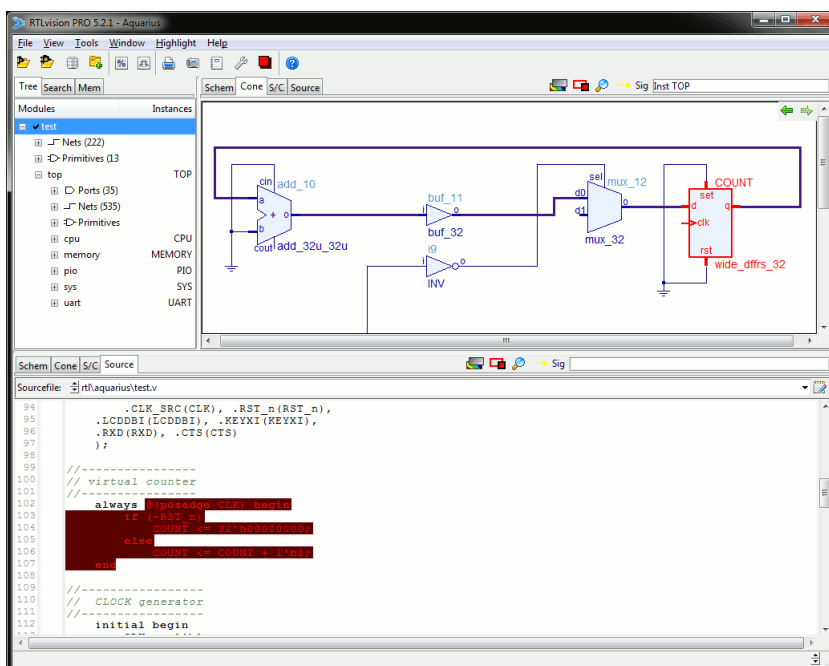 RTLvision PRO 5.2.1 - Aquarius
File View Tools Window Highlight Help
Tree Search Mem
Schem Cone S/C Source
Sig Inst TOP
Modules Instances
test
Nets (222)
Primitives (13
top TOP
Ports (35)
Nets (535)
Primitives
cpu CPU
memory MEMORY
pio PIO
sys SYS
uart UART
cin add_10
a
+ o
b
cout add_32u_32u
buf_11
i o
buf_32
i9
i o
INV
sel mux_12
d0
o
d1
mux_32
COUNT
set
d q
clk
rst
wide_dffrs_32
Schem Cone S/C Source
Sig
Sourcefile: rtl\aquarius\test.v
94 .CLK_SRC(CLK), .RST_n(RST_n),
95 .LCDDBI(LCDDBI), .KEYXI(KEYXI),
96 .RXD(RXD), .CTS(CTS)
97 );
98
99 //----------------
100 // virtual counter
101 //----------------
102 always @(posedge CLK) begin
103 if (~RST_n)
104 COUNT <= 32'h00000000;
105 else
106 COUNT <= COUNT + 1'b1;
107 end
108
109 //-----------------
110 // CLOCK generator
111 //-----------------
112 initial begin